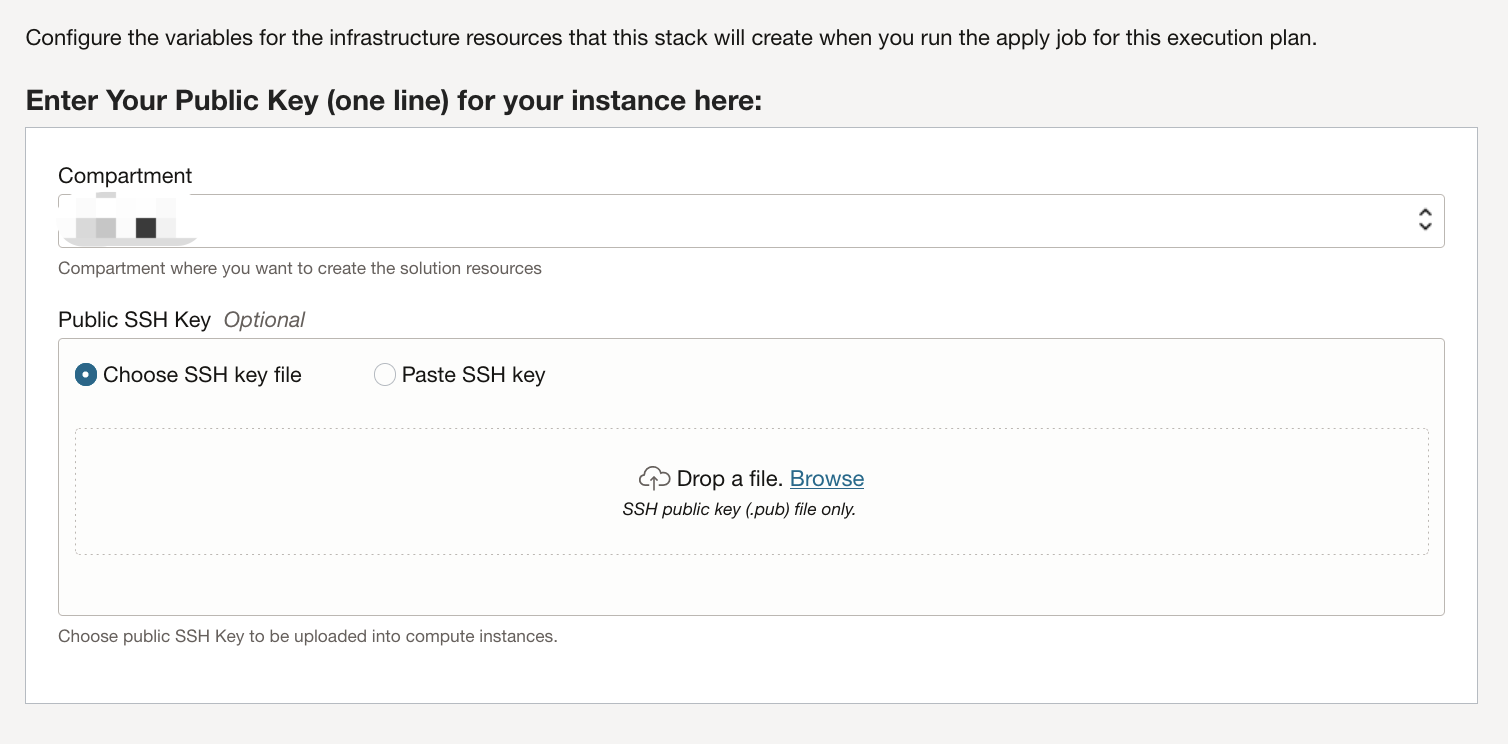 Configure the variables for the infrastructure resources that this stack will create when you run the apply job for this execution plan.
Enter Your Public Key (one line) for your instance here:
Compartment
Compartment where you want to create the solution resources
Public SSH Key Optional
Choose SSH key file Paste SSH key
Drop a file. Browse
SSH public key (.pub) file only.
Choose public SSH Key to be uploaded into compute instances.